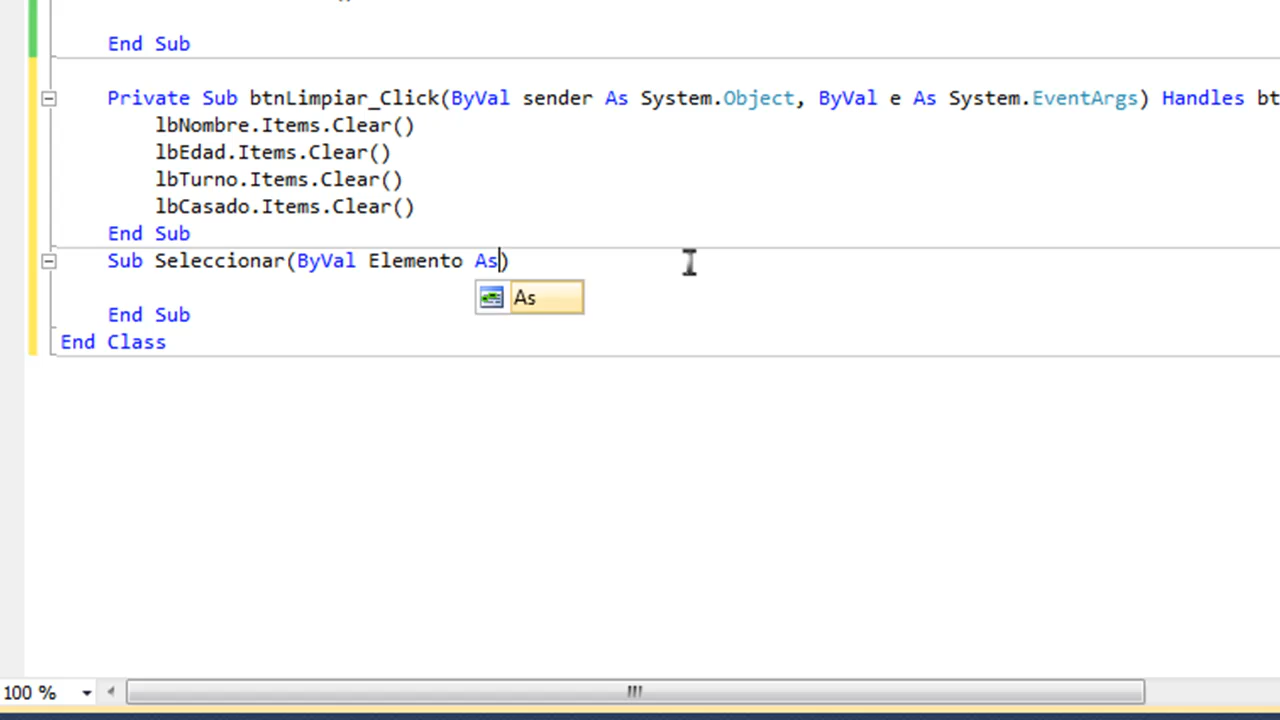 End Sub
Private Sub btnLimpiar_Click(ByVal sender As System.Object, ByVal e As System.EventArgs) Handles bt
lbNombre.Items.Clear()
lbEdad.Items.Clear()
lbTurno.Items.Clear()
lbCasado.Items.Clear()
End Sub
Sub Seleccionar(ByVal Elemento As)
As
End Sub
End Class
100 %